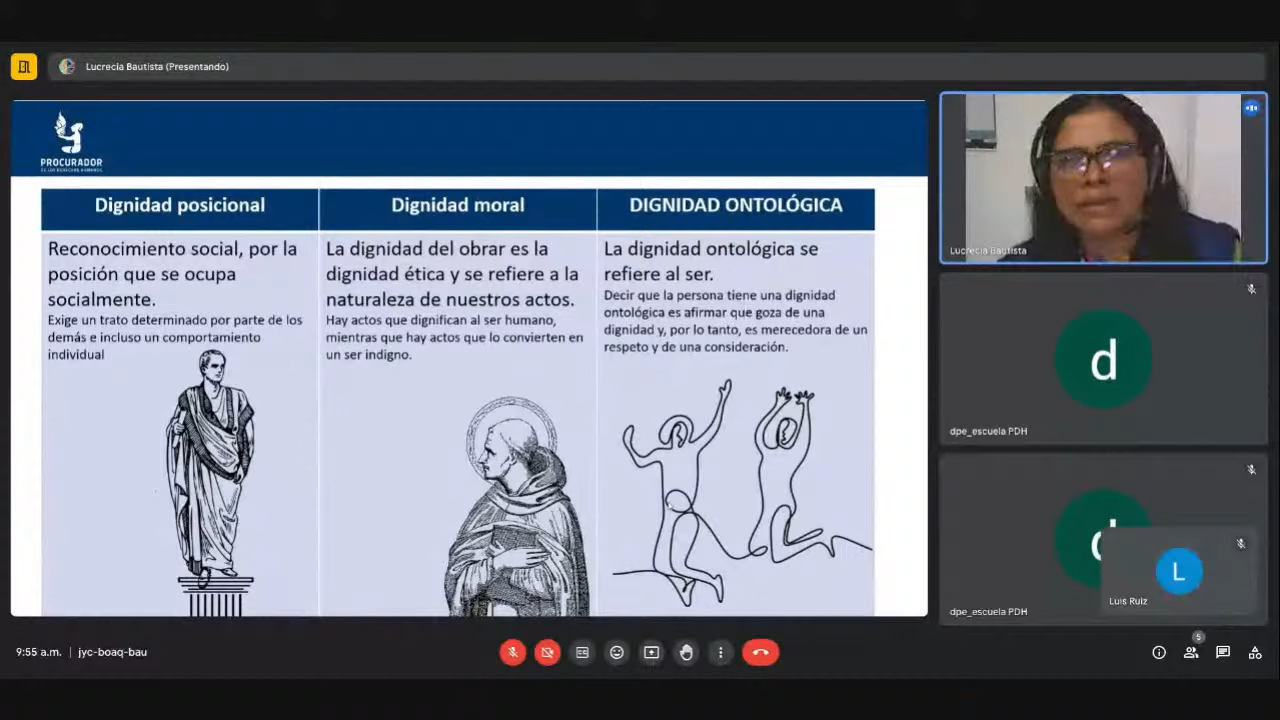 Lucrecia Bautista (Presentando)
PROCURADOR
DE LOS DERECHOS HUMANOS
Dignidad posicional
Reconocimiento social, por la
posición que se ocupa
socialmente.
Exige un trato determinado por parte de los
demás e incluso un comportamiento
individual
Dignidad moral
La dignidad del obrar es la
dignidad ética y se refiere a la
naturaleza de nuestros actos.
Hay actos que dignifican al ser humano,
mientras que hay actos que lo convierten en
un ser indigno.
DIGNIDAD ONTOLÓGICA
La dignidad ontológica se
refiere al ser.
Decir que la persona tiene una dignidad
ontológica es afirmar que goza de una
dignidad y, por lo tanto, es merecedora de un
respeto y de una consideración.
Lucrecia Bautista
d
dpe_escuela PDH
d
dpe_escuela PDH
L
Luis Ruiz
9:55 a.m. | jyc-boaq-bau
5